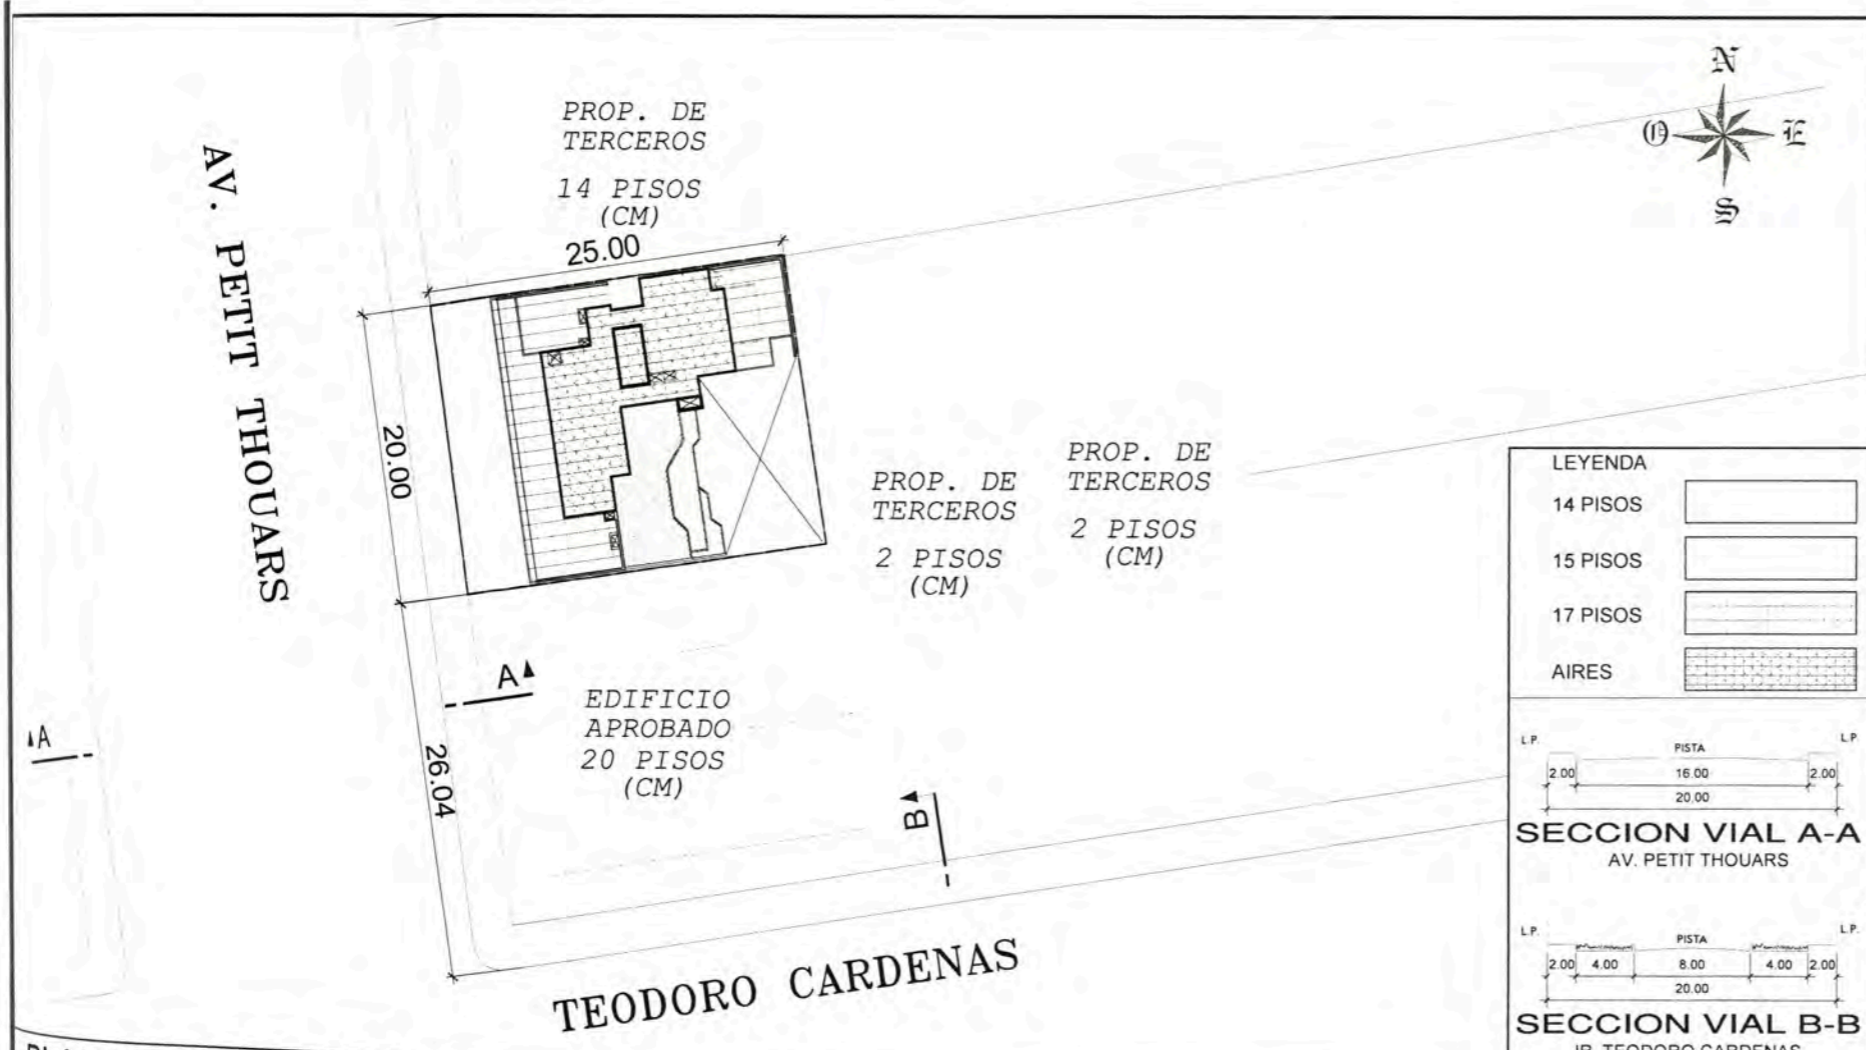 N
O E
S
AV. PETIT THOUARS
PROP. DE
TERCEROS
14 PISOS
(CM)
25.00
20.00
PROP. DE
TERCEROS
2 PISOS
(CM)
PROP. DE
TERCEROS
2 PISOS
(CM)
A
A
EDIFICIO
APROBADO
20 PISOS
(CM)
26.04
B
TEODORO CARDENAS
LEYENDA
14 PISOS
15 PISOS
17 PISOS
AIRES
L.P. PISTA L.P.
2.00 16.00 2.00
20.00
SECCION VIAL A-A
AV. PETIT THOUARS
L.P. PISTA L.P.
2.00 4.00 8.00 4.00 2.00
20.00
SECCION VIAL B-B
JR. TEODORO CARDENAS